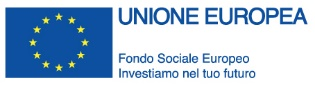 UNIONE EUROPEA
Fondo Sociale Europeo
Investiamo nel tuo futuro